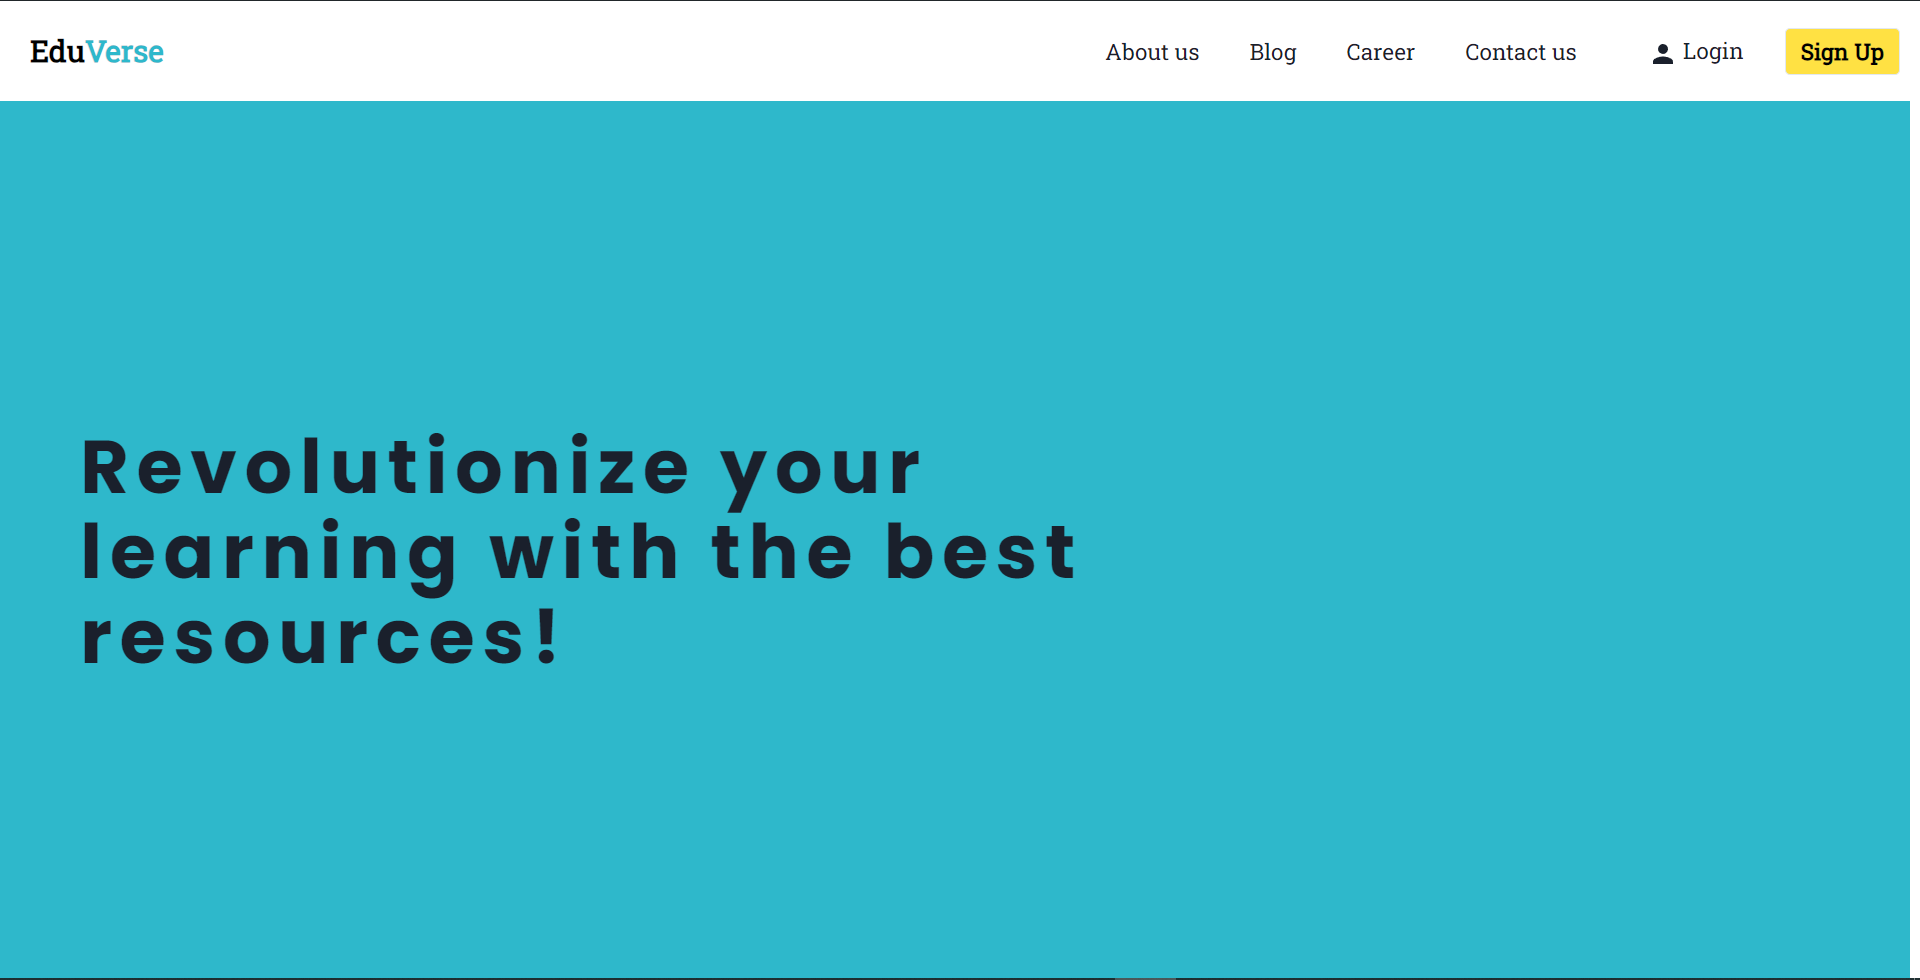 EduVerse
About us Blog Career Contact us Login Sign Up
Revolutionize your
learning with the best
resources!